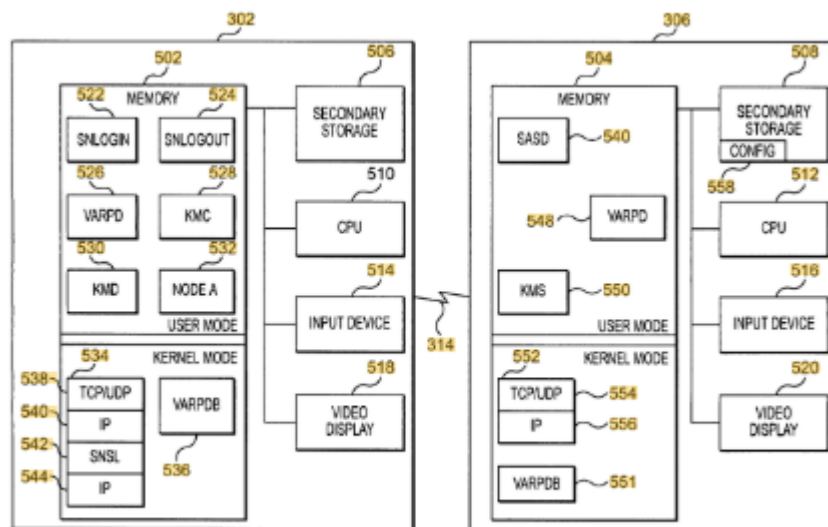 302
502
506
522
524
MEMORY
SNLOGIN
SNLOGOUT
SECONDARY
STORAGE
526
528
510
VARPD
KMC
CPU
530
532
514
KMD
NODE A
INPUT DEVICE
USER MODE
KERNEL MODE
534
538
TCP/UDP
518
540
IP
VARPDB
VIDEO
DISPLAY
542
SNSL
536
544
IP
314
306
504
508
MEMORY
SASD
540
SECONDARY
STORAGE
CONFIG
558
512
548
VARPD
CPU
516
KMS
550
INPUT DEVICE
USER MODE
KERNEL MODE
552
TCP/UDP
554
520
IP
556
VIDEO
DISPLAY
VARPDB
551